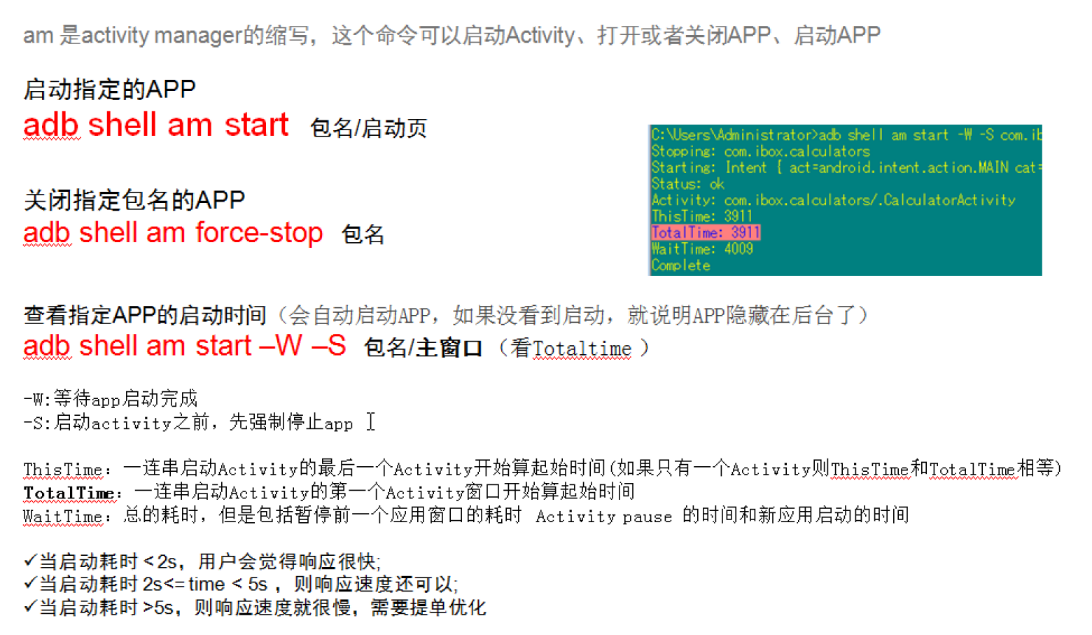 am 是activity manager的缩写，这个命令可以启动Activity、打开或者关闭APP、启动APP
启动指定的APP
adb shell am start 包名/启动页
关闭指定包名的APP
adb shell am force-stop 包名
C:\Users\Administrator>adb shell am start -W -S com.ib
Stopping: com.ibox.calculators
Starting: Intent { act=android.intent.action.MAIN cat=
Status: ok
Activity: com.ibox.calculators/.CalculatorActivity
ThisTime: 3911
TotalTime: 3911
WaitTime: 4009
Complete
查看指定APP的启动时间（会自动启动APP，如果没看到启动，就说明APP隐藏在后台了）
adb shell am start –W –S 包名/主窗口（看Totaltime ）
-W:等待app启动完成
-S:启动activity之前，先强制停止app
ThisTime：一连串启动Activity的最后一个Activity开始算起始时间(如果只有一个Activity则ThisTime和TotalTime相等)
TotalTime：一连串启动Activity的第一个Activity窗口开始算起始时间
WaitTime：总的耗时，但是包括暂停前一个应用窗口的耗时 Activity pause 的时间和新应用启动的时间
✓当启动耗时 < 2s，用户会觉得响应很快;
✓当启动耗时 2s<= time < 5s ，则响应速度还可以;
✓当启动耗时 >5s，则响应速度就很慢，需要提单优化